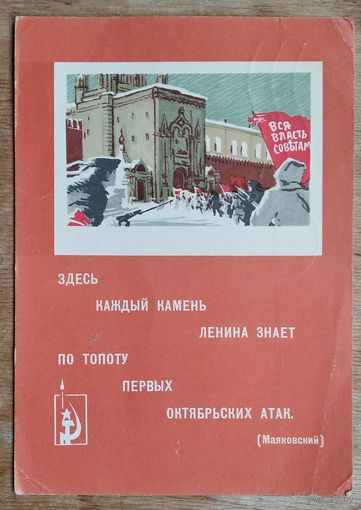 ВСЯ
ВЛАСТЬ
СОВЕТАМ
ЗДЕСЬ
КАЖДЫЙ КАМЕНЬ
ЛЕНИНА ЗНАЕТ
ПО ТОПОТУ
ПЕРВЫХ
ОКТЯБРЬСКИХ АТАК.
(Маяковский)